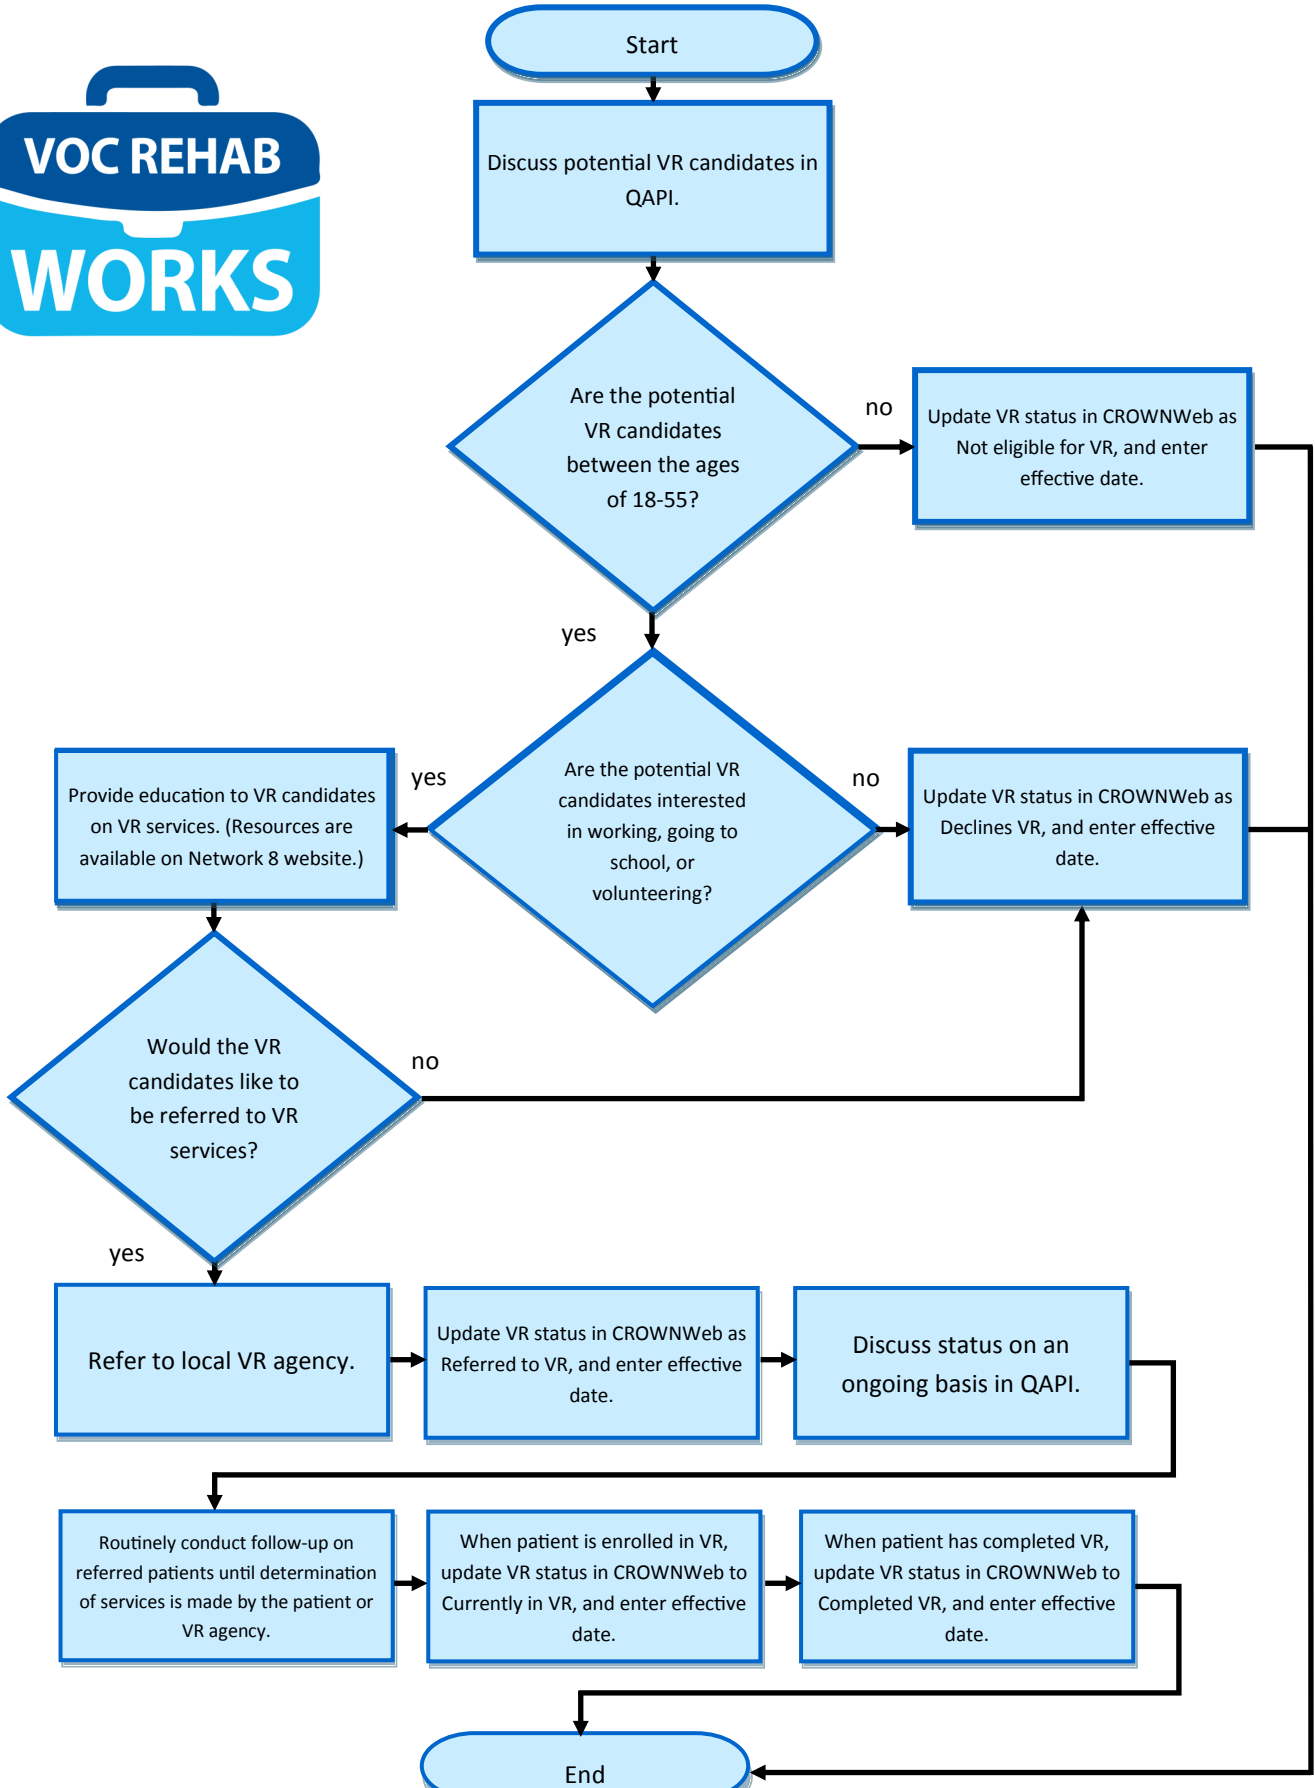 Start
VOC REHAB
WORKS
Discuss potential VR candidates in
QAPI.
Are the potential
VR candidates
between the ages
of 18-55?
no
Update VR status in CROWNWeb as
Not eligible for VR, and enter
effective date.
yes
Are the potential VR
candidates interested
in working, going to
school, or
volunteering?
yes
Provide education to VR candidates
on VR services. (Resources are
available on Network 8 website.)
no
Update VR status in CROWNWeb as
Declines VR, and enter effective
date.
Would the VR
candidates like to
be referred to VR
services?
no
yes
Refer to local VR agency.
Update VR status in CROWNWeb as
Referred to VR, and enter effective
date.
Discuss status on an
ongoing basis in QAPI.
Routinely conduct follow-up on
referred patients until determination
of services is made by the patient or
VR agency.
When patient is enrolled in VR,
update VR status in CROWNWeb to
Currently in VR, and enter effective
date.
When patient has completed VR,
update VR status in CROWNWeb to
Completed VR, and enter effective
date.
End